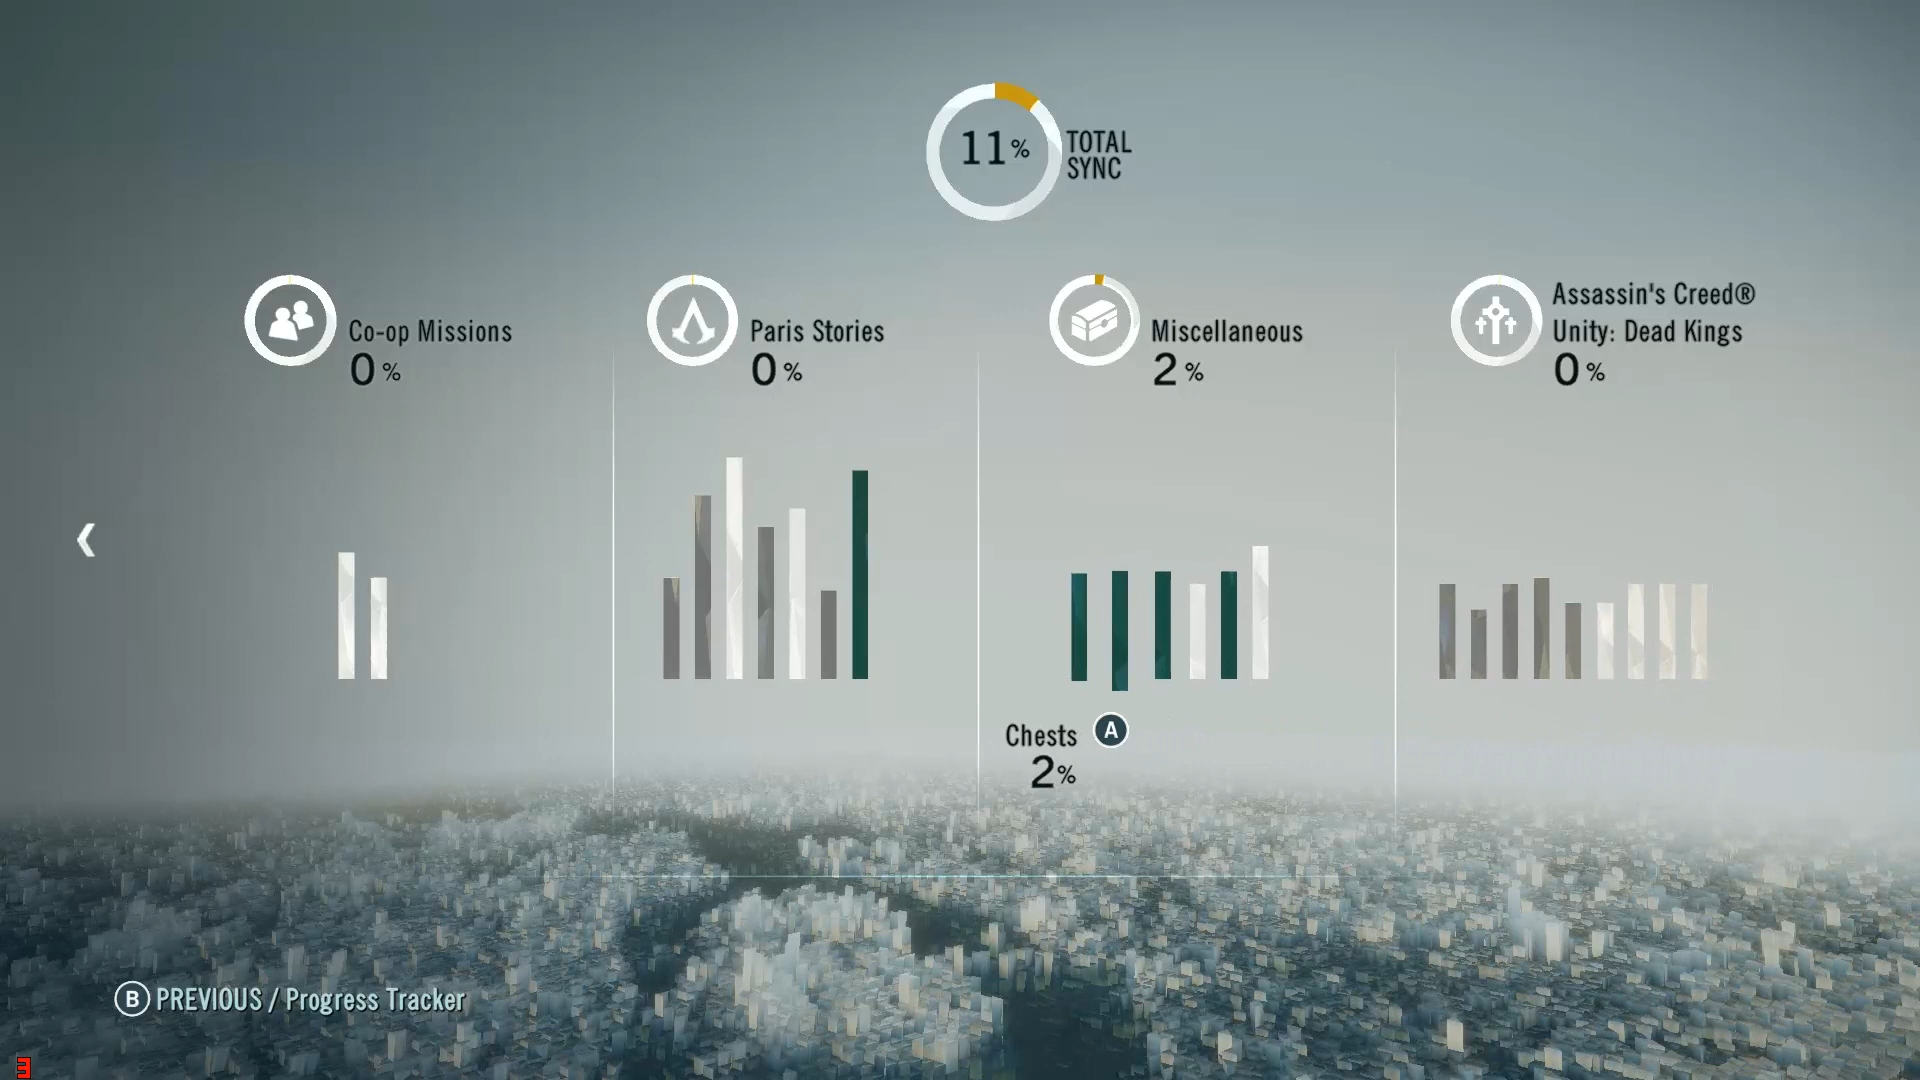 11%
TOTAL
SYNC
Co-op Missions
0 %
Paris Stories
0 %
Miscellaneous
2 %
Assassin's Creed®
Unity: Dead Kings
0 %
Chests A
2%
B PREVIOUS / Progress Tracker
3